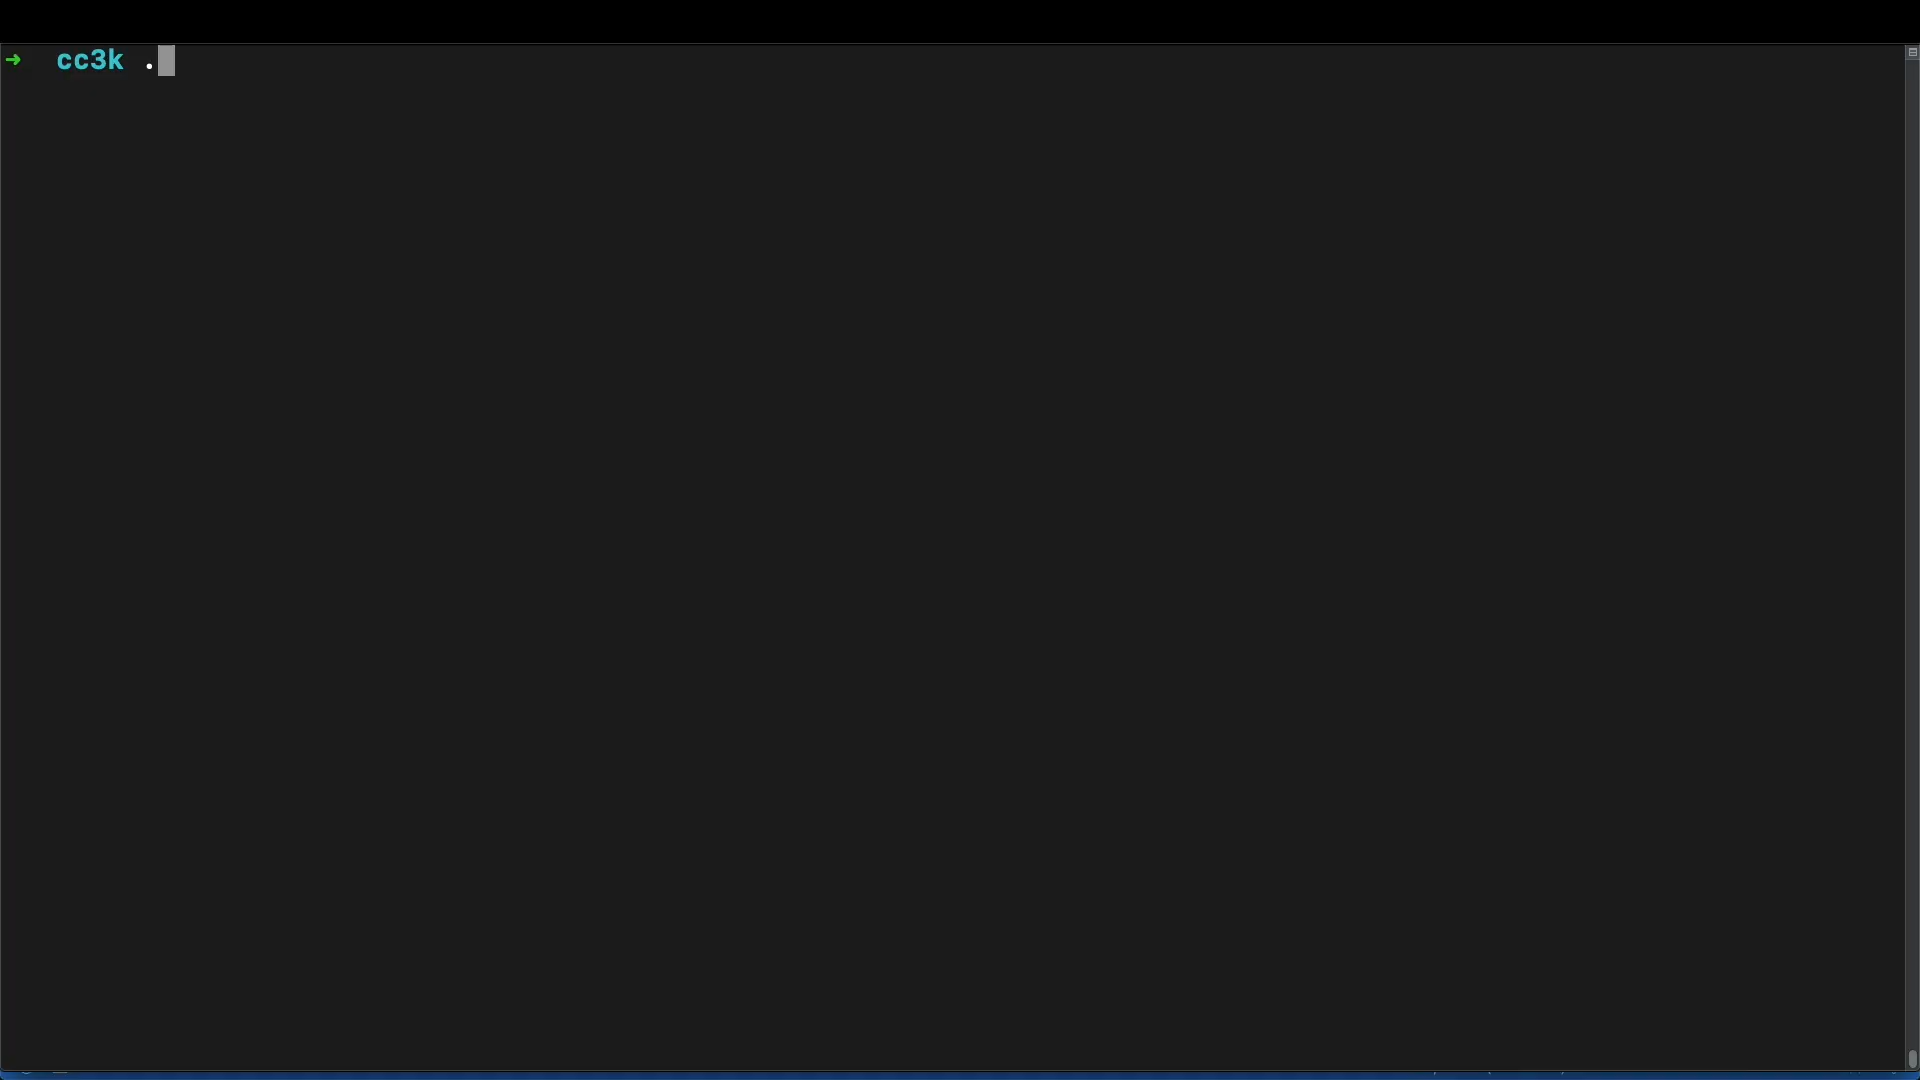 ➜ cc3k .